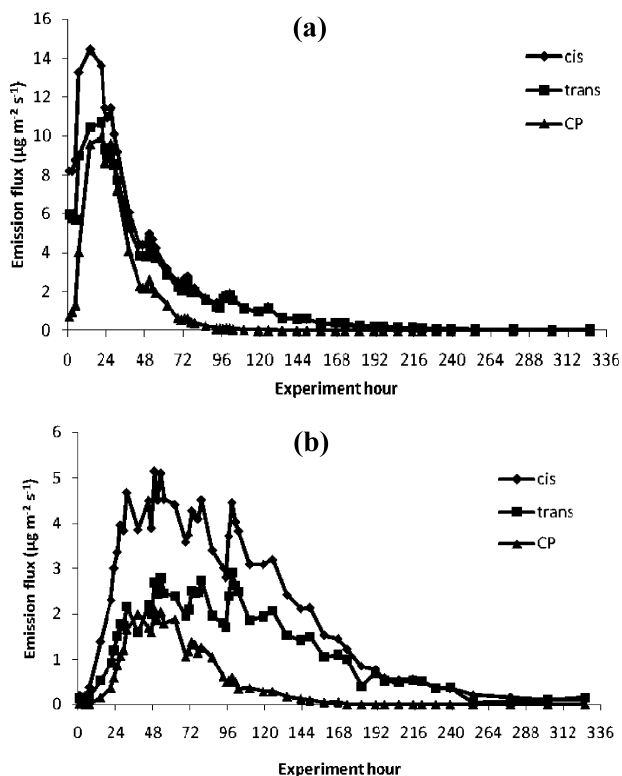 (a)
16
14
12
10
8
6
4
2
0
Emission flux (µg m⁻² s⁻¹)
cis
trans
CP
0 24 48 72 96 120 144 168 192 216 240 264 288 312 336
Experiment hour
(b)
6
5
4
3
2
1
0
Emission flux (µg m⁻² s⁻¹)
cis
trans
CP
0 24 48 72 96 120 144 168 192 216 240 264 288 312 336
Experiment hour